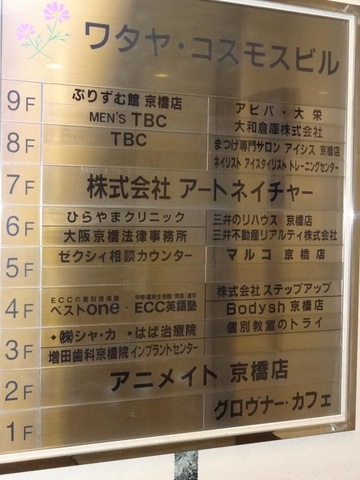 ワタヤ・コスモスビル
9F
ぷりずむ館 京橋店
MEN'S TBC
アビバ・大栄
大和倉庫株式会社
8F
TBC
まつげ専門サロン アイシス 京橋店
ネイリスト アイスタイリスト トレーニングセンター
7F
株式会社 アートネイチャー
6F
ひらやまクリニック
大阪京橋法律事務所
三井のリハウス 京橋店
三井不動産リアルティ株式会社
5F
ゼクシィ相談カウンター
マルコ 京橋店
4F
ECCの個別指導塾
ベストone・ECC英語塾
株式会社 ステップアップ
Bodysh 京橋店
3F
・㈲シャ・カ ・はば治療院
増田歯科京橋院 インプラントセンター
個別教室のトライ
2F
アニメイト 京橋店
1F
グロヴナー・カフェ